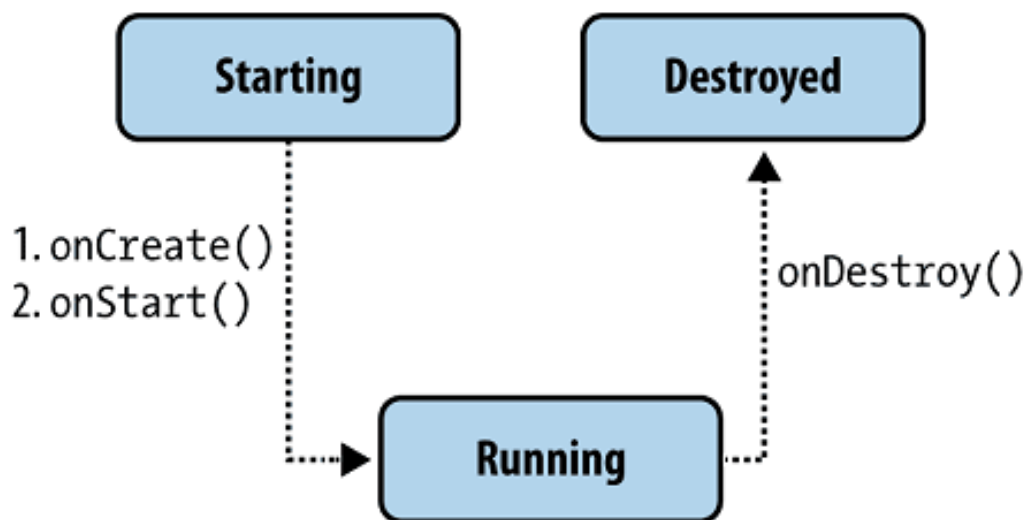 Starting
Destroyed
1. onCreate()
2. onStart()
onDestroy()
Running